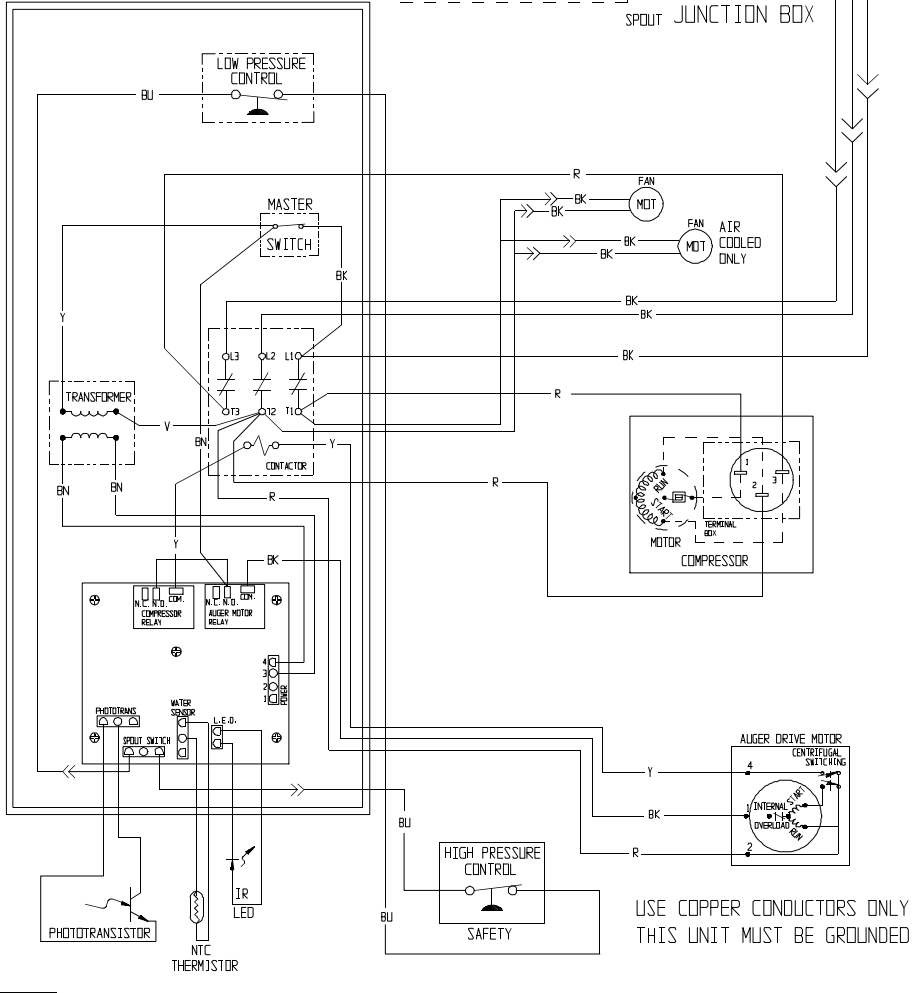 SPOUT JUNCTION BOX
LOW PRESSURE
CONTROL
BU
R
FAN
MOT
BK
BK
MASTER
SWITCH
FAN
MOT
AIR
COOLED
ONLY
BK
BK
BK
BK
BK
Y
L3
L2
L1
BK
TRANSFORMER
T3
T2
T1
R
V
BN
Y
CONTACTOR
BN
BN
R
R
1
2
3
RUN
START
MOTOR
TERMINAL
BOX
COMPRESSOR
Y
BK
N.C. N.O.
COM.
COMPRESSOR
RELAY
N.C. N.O.
COM.
AUGER MOTOR
RELAY
4
3
2
1
POWER
PHOTOTRANS
WATER
SENSOR
L.E.D.
SPOUT SWITCH
AUGER DRIVE MOTOR
CENTRIFUGAL
SWITCHING
Y
4
START
INTERNAL
OVERLOAD
RUN
BK
1
R
2
BU
HIGH PRESSURE
CONTROL
SAFETY
BU
IR
LED
PHOTOTRANSISTOR
NTC
THERMISTOR
USE COPPER CONDUCTORS ONLY
THIS UNIT MUST BE GROUNDED